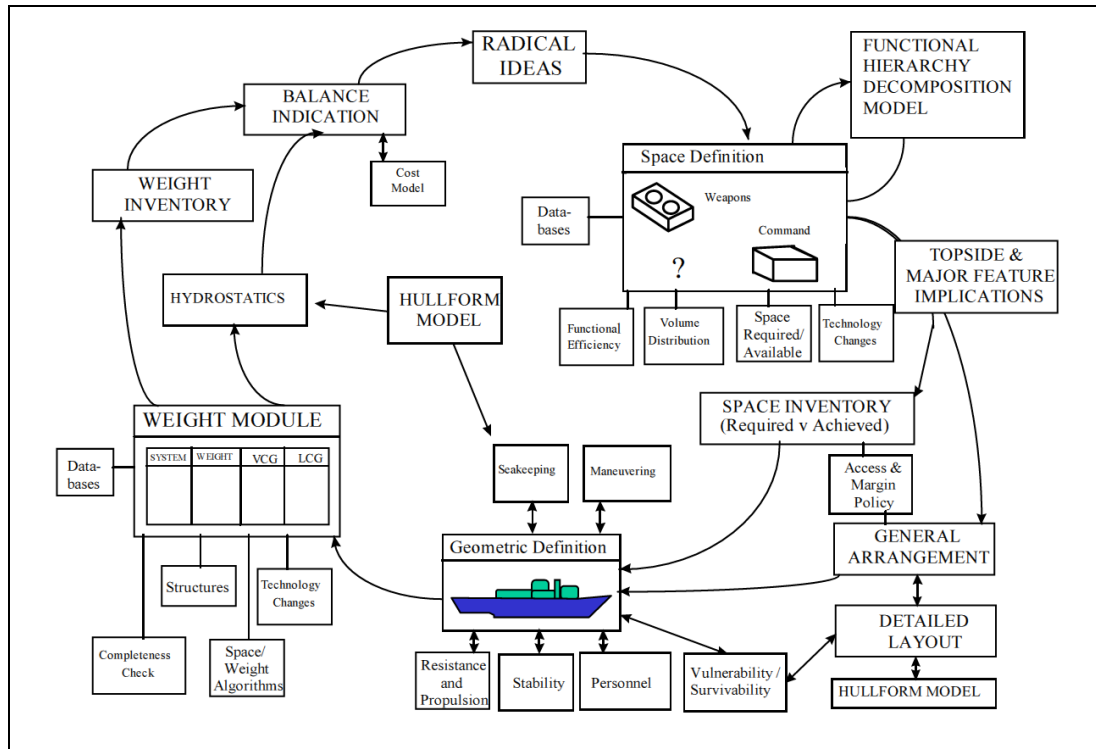 RADICAL
IDEAS
FUNCTIONAL
HIERARCHY
DECOMPOSITION
MODEL
BALANCE
INDICATION
Cost
Model
WEIGHT
INVENTORY
Space Definition
Weapons
Command
?
Data-
bases
TOPSIDE &
MAJOR FEATURE
IMPLICATIONS
HYDROSTATICS
HULLFORM
MODEL
Functional
Efficiency
Volume
Distribution
Space
Required/
Available
Technology
Changes
SPACE INVENTORY
(Required v Achieved)
WEIGHT MODULE
SYSTEM
WEIGHT
VCG
LCG
Data-
bases
Seakeeping
Maneuvering
Access &
Margin
Policy
Geometric Definition
GENERAL
ARRANGEMENT
Structures
Technology
Changes
Completeness
Check
Space/
Weight
Algorithms
DETAILED
LAYOUT
Resistance
and
Propulsion
Stability
Personnel
Vulnerability /
Survivability
HULLFORM MODEL